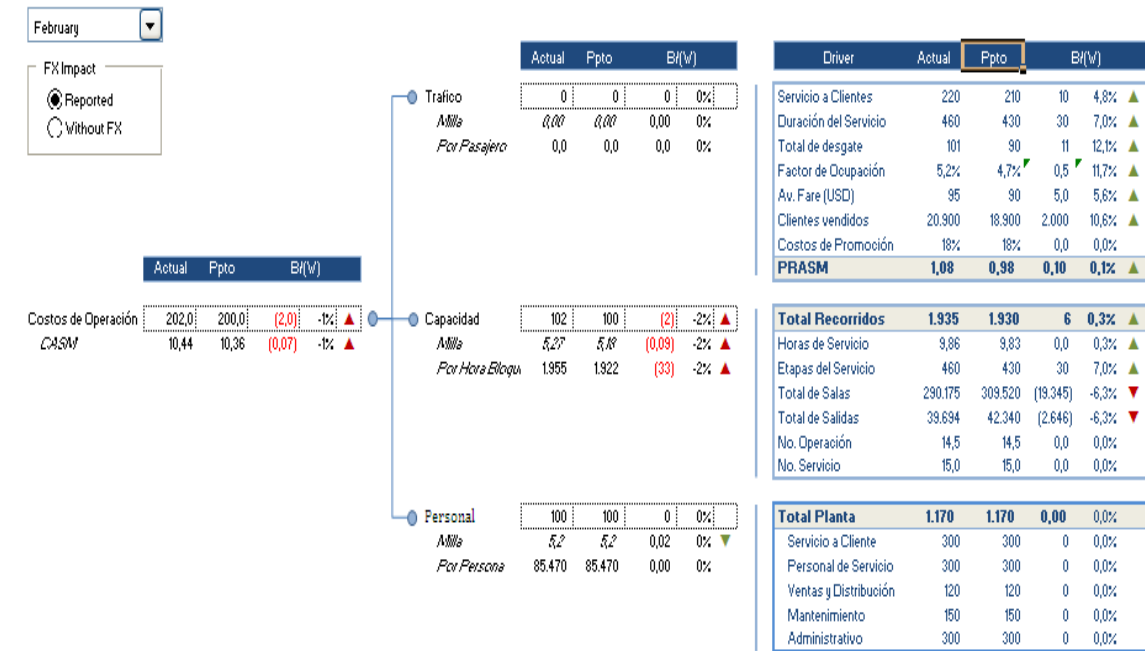 February
FX Impact
Reported
Without FX
Actual Ppto B/(W)
Costos de Operación 202,0 200,0 (2,0) -1%
CASM 10,44 10,36 (0,07) -1%
Actual Ppto B/(W)
Trafico 0 0 0 0%
Milla 0,00 0,00 0,00 0%
Por Pasajero 0,0 0,0 0,0 0%
Capacidad 102 100 (2) -2%
Milla 5,27 5,18 (0,09) -2%
Por Hora Bloqu 1.955 1.922 (33) -2%
Personal 100 100 0 0%
Milla 5,2 5,2 0,02 0%
Por Persona 85.470 85.470 0,00 0%
Driver Actual Ppto B/(W)
Servicio a Clientes 220 210 10 4,8%
Duración del Servicio 460 430 30 7,0%
Total de desgate 101 90 11 12,1%
Factor de Ocupación 5,2% 4,7% 0,5 11,7%
Av. Fare (USD) 95 90 5,0 5,6%
Clientes vendidos 20.900 18.900 2.000 10,6%
Costos de Promoción 18% 18% 0,0 0,0%
PRASM 1,08 0,98 0,10 0,1%
Total Recorridos 1.935 1.930 6 0,3%
Horas de Servicio 9,86 9,83 0,0 0,3%
Etapas del Servicio 460 430 30 7,0%
Total de Salas 290.175 309.520 (19.345) -6,3%
Total de Salidas 39.694 42.340 (2.646) -6,3%
No. Operación 14,5 14,5 0,0 0,0%
No. Servicio 15,0 15,0 0,0 0,0%
Total Planta 1.170 1.170 0,00 0,0%
Servicio a Cliente 300 300 0 0,0%
Personal de Servicio 300 300 0 0,0%
Ventas y Distribución 120 120 0 0,0%
Mantenimiento 150 150 0 0,0%
Administrativo 300 300 0 0,0%